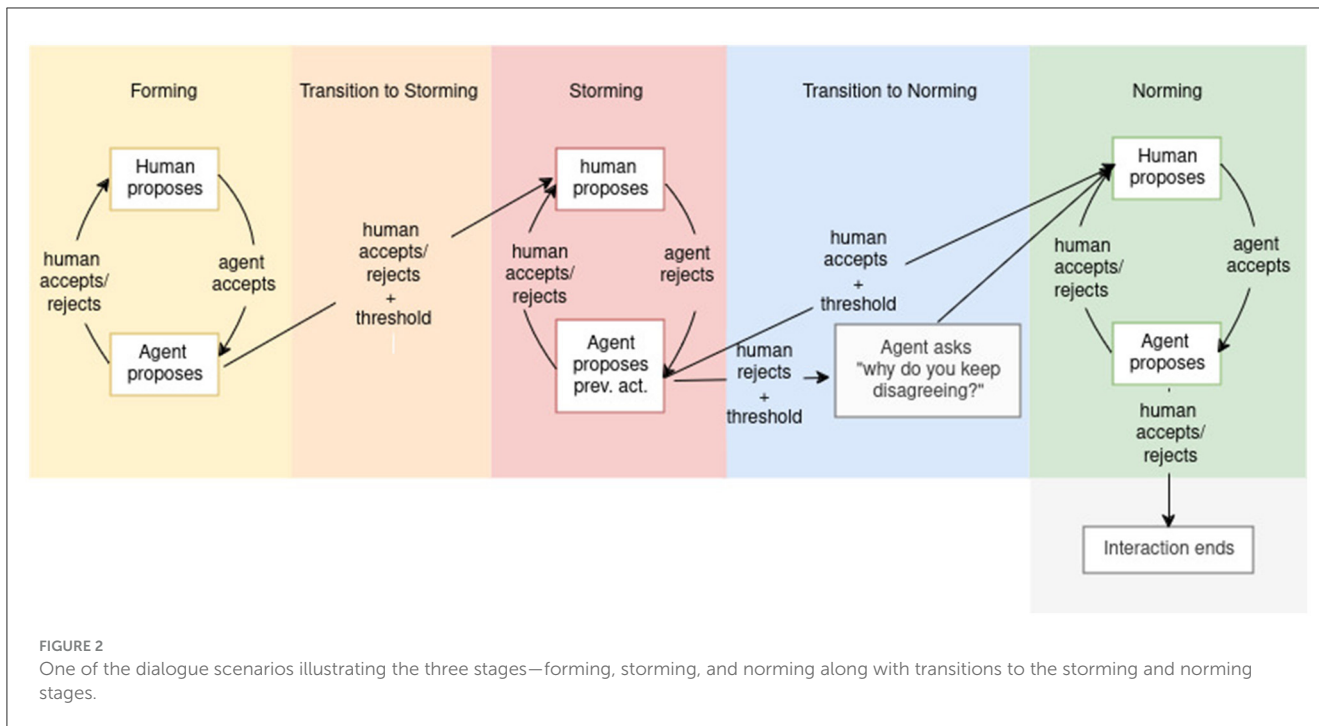 Forming
Transition to Storming
Storming
Transition to Norming
Norming
Human
proposes
human
accepts/
rejects
agent
accepts
Agent
proposes
human
accepts/
rejects
+
threshold
human
proposes
human
accepts/
rejects
agent
rejects
Agent
proposes
prev. act.
human
accepts
+
threshold
human
rejects
+
threshold
Agent asks
"why do you keep
disagreeing?"
Human
proposes
human
accepts/
rejects
agent
accepts
Agent
proposes
human
accepts/
rejects
Interaction ends
FIGURE 2
One of the dialogue scenarios illustrating the three stages—forming, storming, and norming along with transitions to the storming and norming
stages.